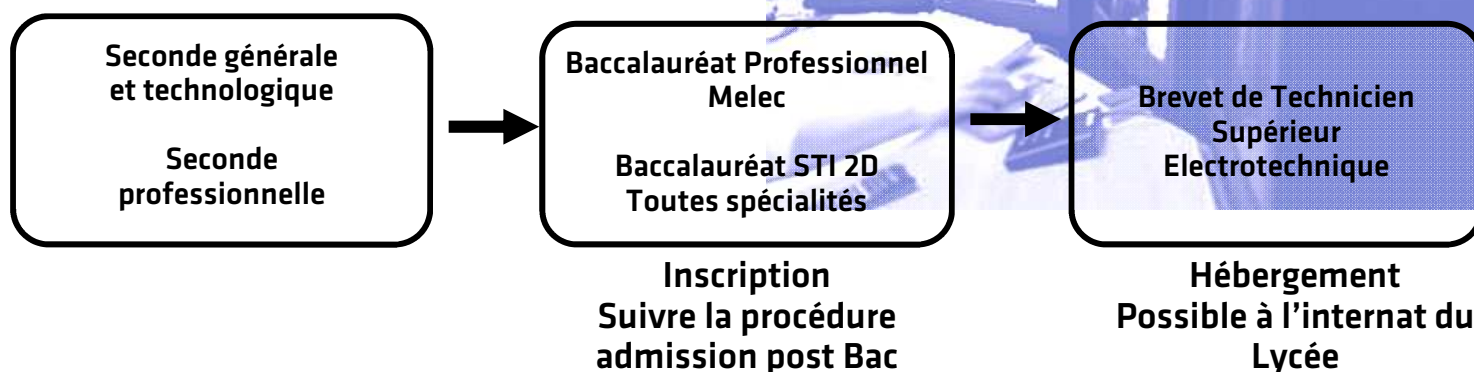 Seconde générale
et technologique
Seconde
professionnelle
Baccalauréat Professionnel
Melec
Baccalauréat STI 2D
Toutes spécialités
Brevet de Technicien
Supérieur
Electrotechnique
Inscription
Suivre la procédure
admission post Bac
Hébergement
Possible à l'internat du
Lycée